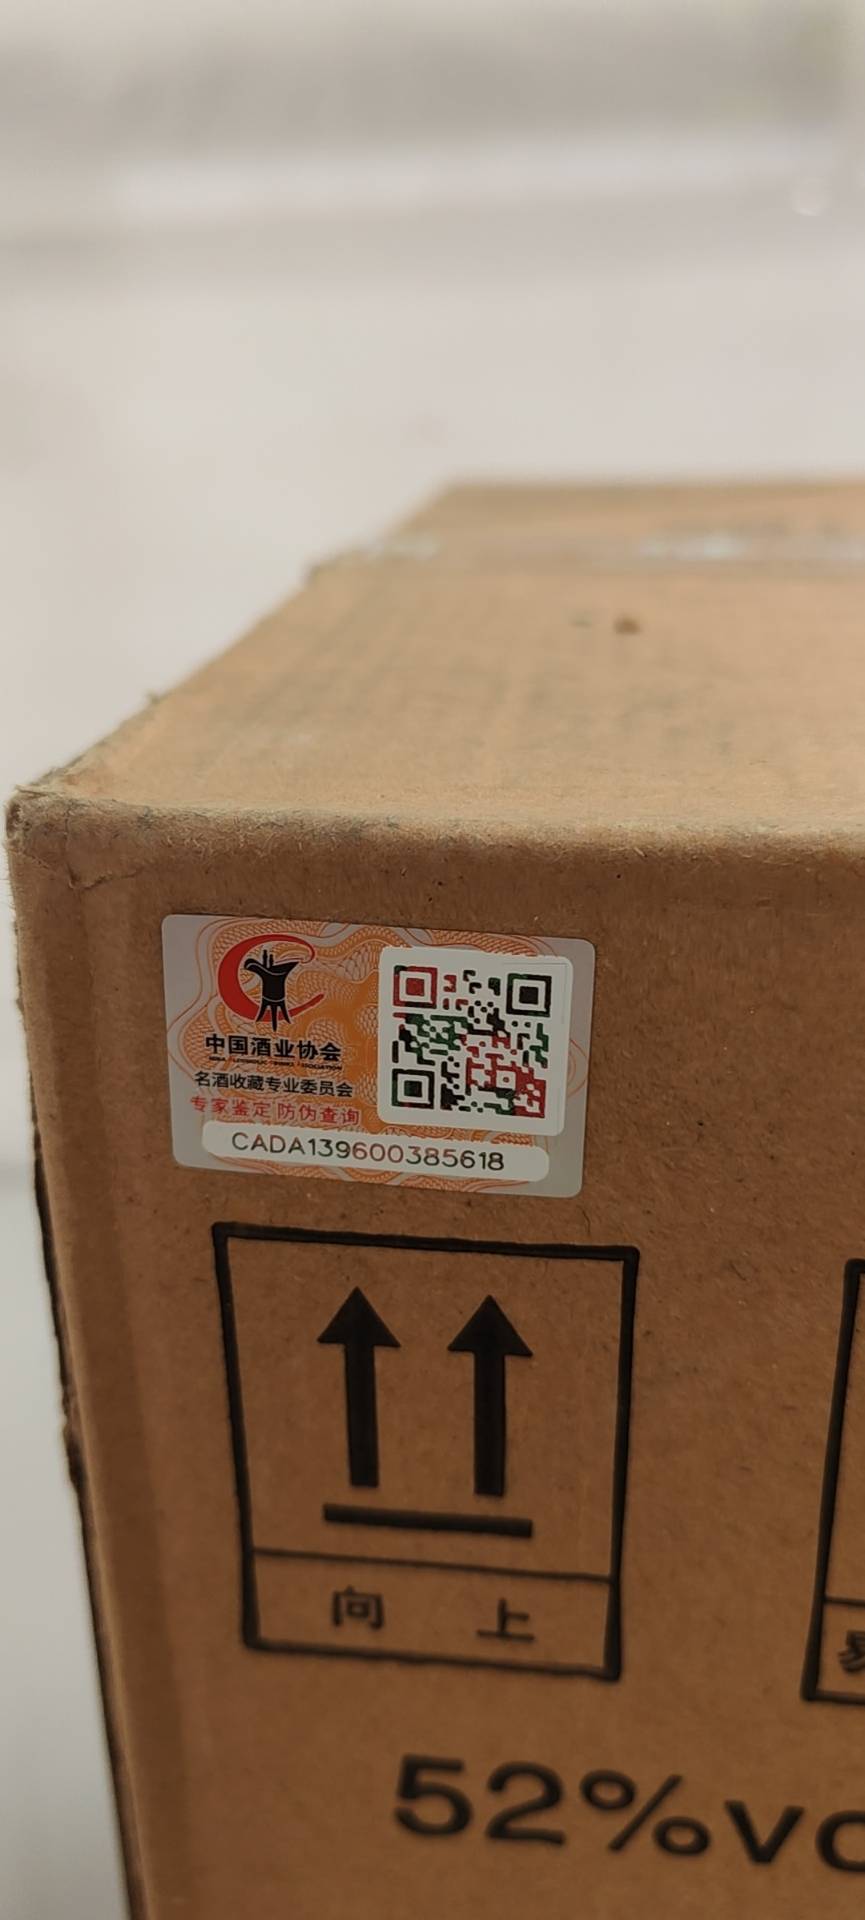 中国酒业协会
名酒收藏专业委员会
专家鉴定 防伪查询
CADA139600385618
向 上
52%vo